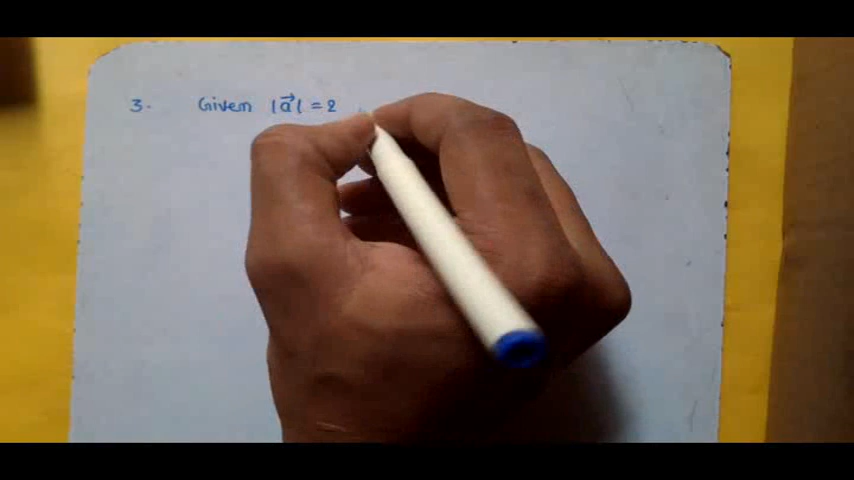 3. Given |a⃗| = 2